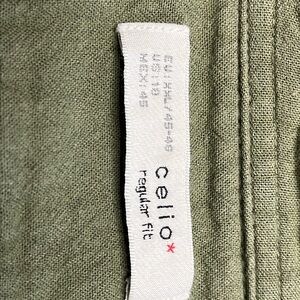 celio*
regular fit
EU:XXL/45-46
US:18
MEX:45